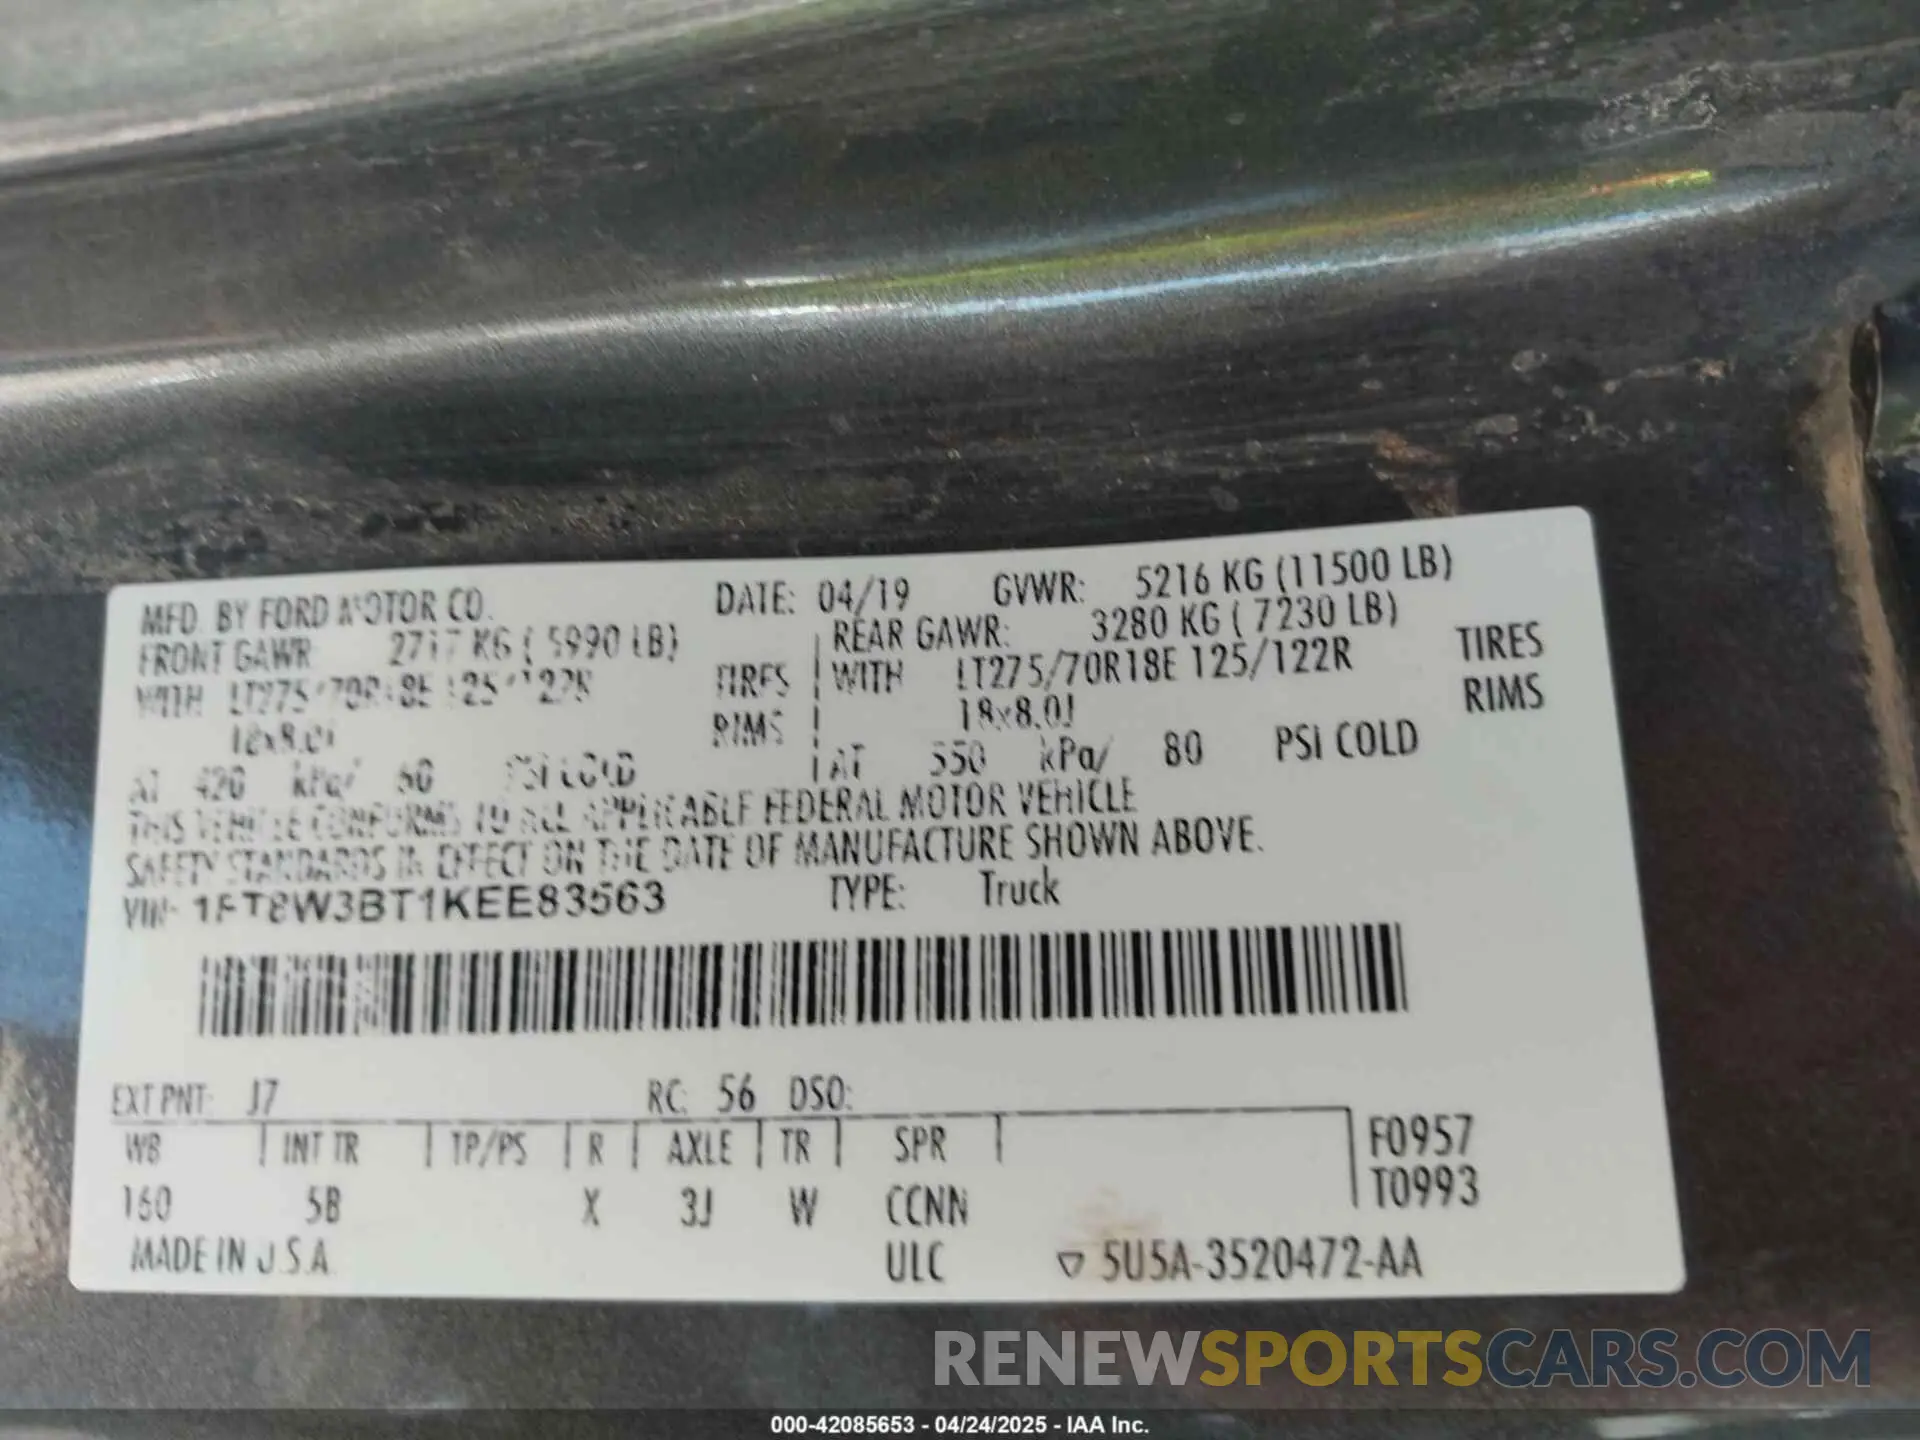 MFD. BY FORD MOTOR CO. DATE: 04/19 GVWR: 5216 KG (11500 LB)
FRONT GAWR: 2717 KG ( 5990 LB) REAR GAWR: 3280 KG ( 7230 LB)
WITH LT275/70R18E 125/122R TIRES WITH LT275/70R18E 125/122R TIRES
18x8.0J RIMS 18x8.0J RIMS
AT 420 kPa/ 60 PSI COLD AT 550 kPa/ 80 PSI COLD
THIS VEHICLE CONFORMS TO ALL APPLICABLE FEDERAL MOTOR VEHICLE
SAFETY STANDARDS IN EFFECT ON THE DATE OF MANUFACTURE SHOWN ABOVE.
VIN: 1FT8W3BT1KEE83563 TYPE: Truck
EXT PNT: J7 RC: 56 DSO:
WB INT TR TP/PS R AXLE TR SPR F0957
T0993
160 5B X 3J W CCNN
MADE IN U.S.A. ULC ▽ 5U5A-3520472-AA
RENEWSPORTSCARS.COM
000-42085653 - 04/24/2025 - IAA Inc.